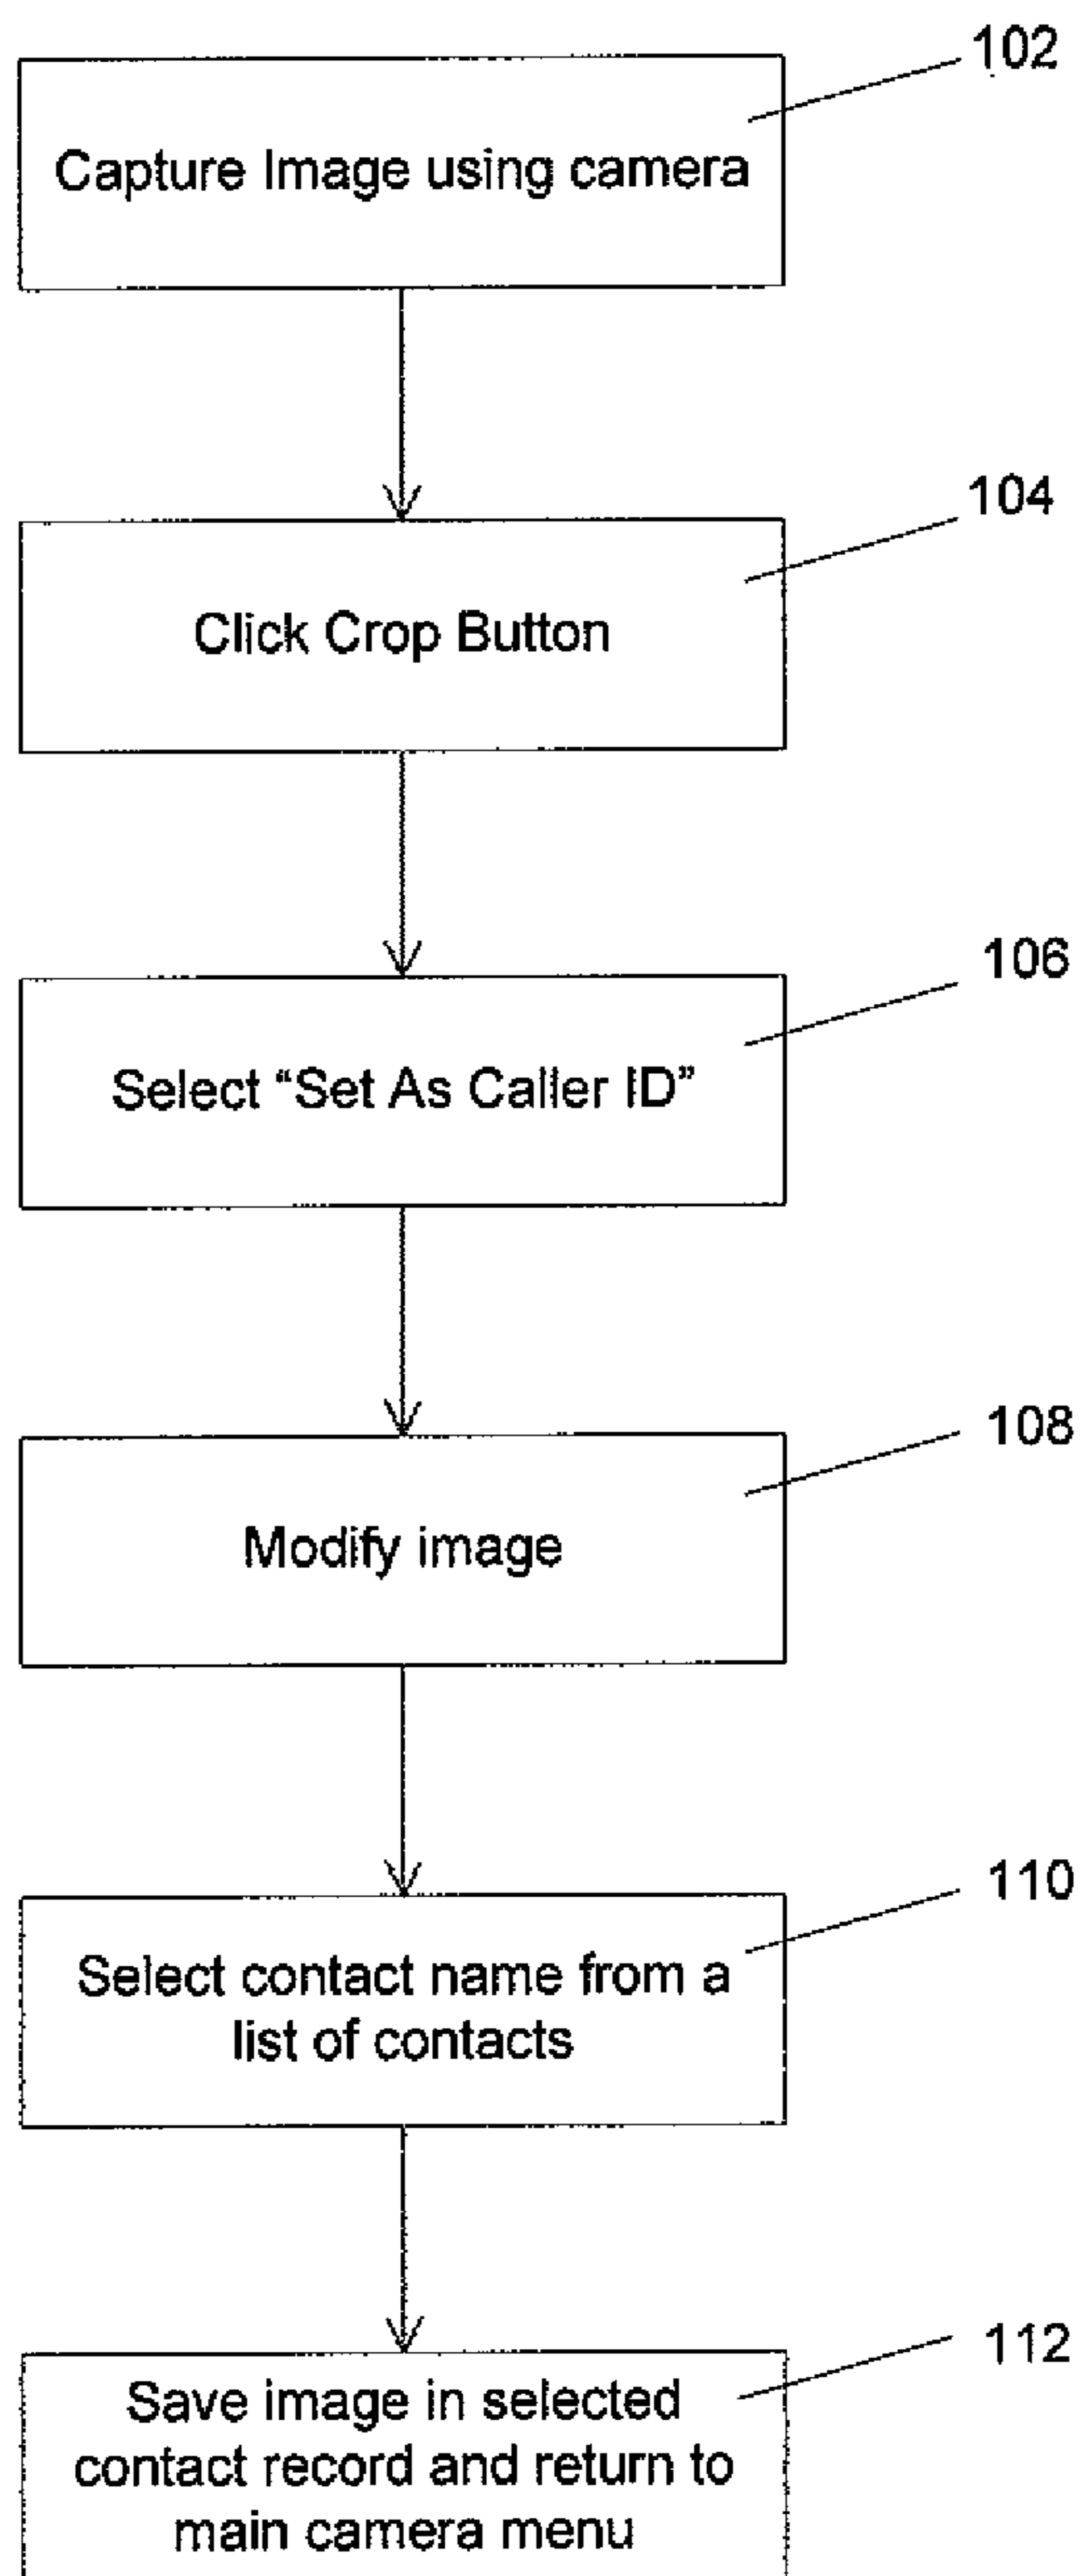 102
Capture Image using camera
104
Click Crop Button
106
Select “Set As Caller ID”
108
Modify image
110
Select contact name from a
list of contacts
112
Save image in selected
contact record and return to
main camera menu